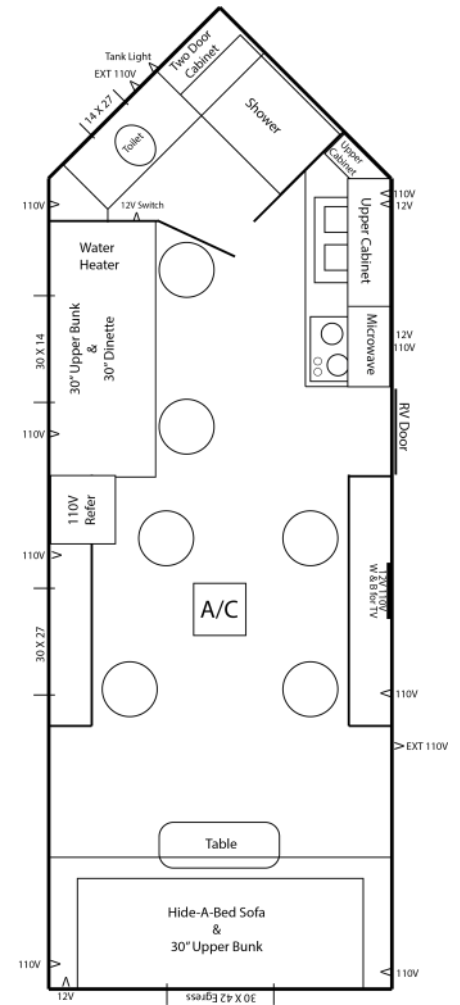 Tank Light
EXT 110V
14 X 27
Two Door
Cabinet
Shower
Toilet
Upper
Cabinet
110V
12V Switch
110V
12V
Water
Heater
Upper Cabinet
30" Upper Bunk
&
30" Dinette
30 X 14
Microwave
12V
110V
RV Door
110V
110V
Refer
110V
12V 110V
W & B for TV
A/C
30 X 27
110V
EXT 110V
Table
Hide-A-Bed Sofa
&
30" Upper Bunk
110V
110V
12V
30 X 42 Egress